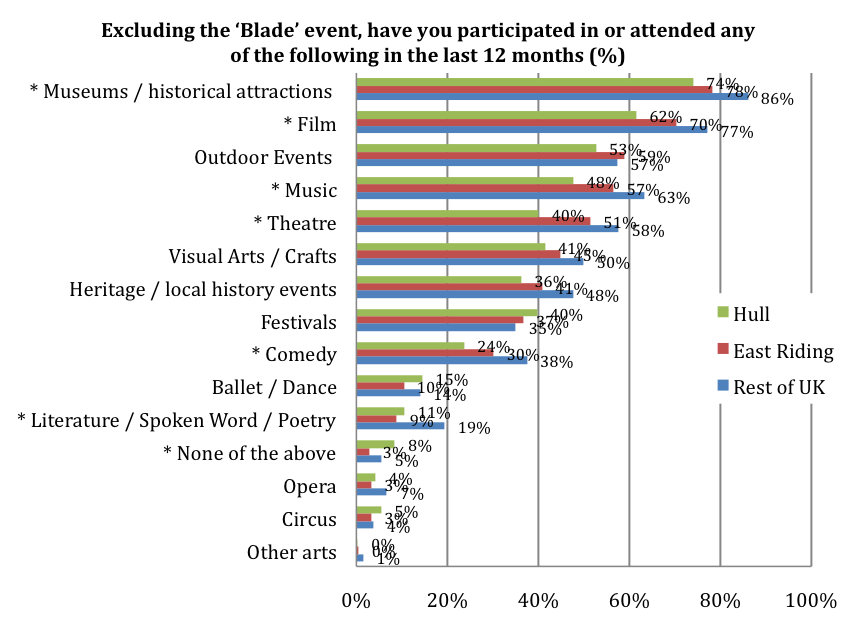 Excluding the ‘Blade’ event, have you participated in or attended any
of the following in the last 12 months (%)
* Museums / historical attractions
74%
78%
86%
* Film
62%
70%
77%
Outdoor Events
53%
59%
57%
* Music
48%
57%
63%
* Theatre
40%
51%
58%
Visual Arts / Crafts
41%
45%
50%
Heritage / local history events
36%
41%
48%
Festivals
40%
37%
35%
* Comedy
24%
30%
38%
Ballet / Dance
15%
10%
14%
* Literature / Spoken Word / Poetry
11%
9%
19%
* None of the above
8%
3%
5%
Opera
4%
3%
7%
Circus
5%
3%
4%
Other arts
0%
0%
1%
Hull
East Riding
Rest of UK
0% 20% 40% 60% 80% 100%